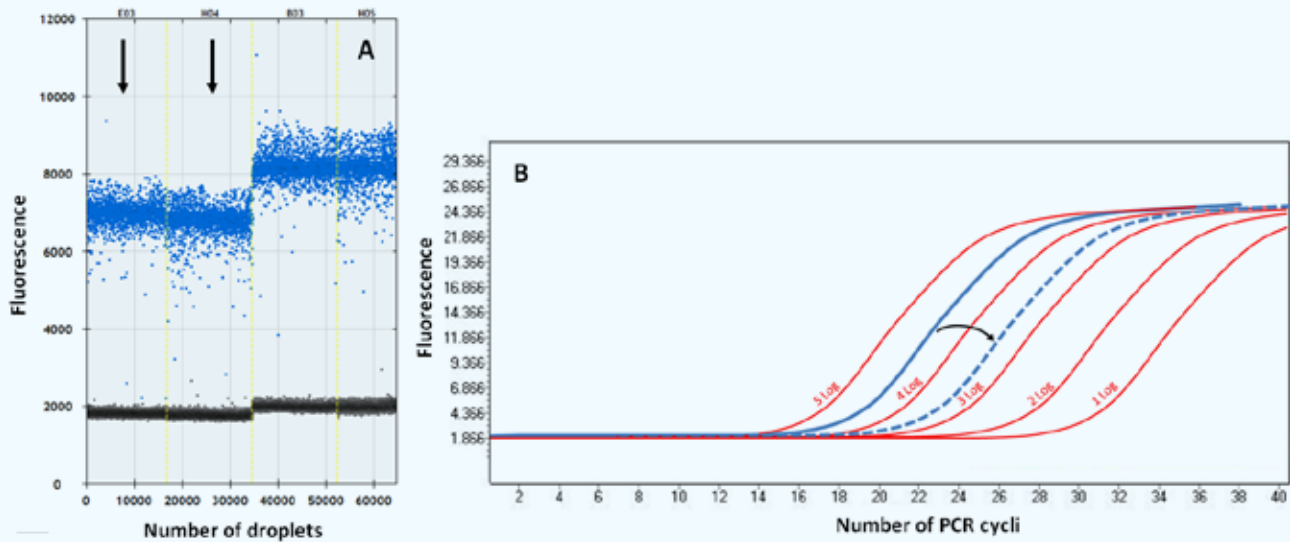 E03 H04 B03 H05
A
12000
10000
8000
6000
4000
2000
0
Fluorescence
0 10000 20000 30000 40000 50000 60000
Number of droplets
B
29.366
26.866
24.366
21.866
19.366
16.866
14.366
11.866
9.366
6.866
4.366
1.866
Fluorescence
5 Log 4 Log 3 Log 2 Log 1 Log
2 4 6 8 10 12 14 16 18 20 22 24 26 28 30 32 34 36 38 40
Number of PCR cycli